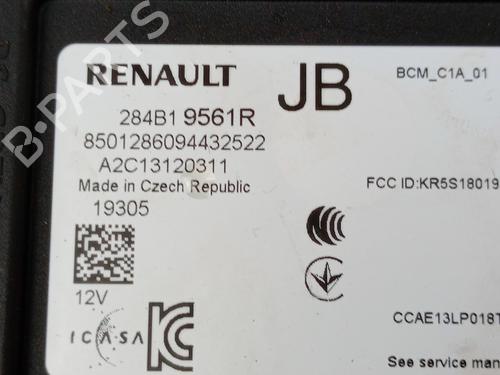 RENAULT
JB
BCM_C1A_01
284B1 9561R
8501286094432522
A2C13120311
Made in Czech Republic
FCC ID:KR5S18019
19305
12V
ICASA
CCAE13LP018T
See service man
B-PARTS